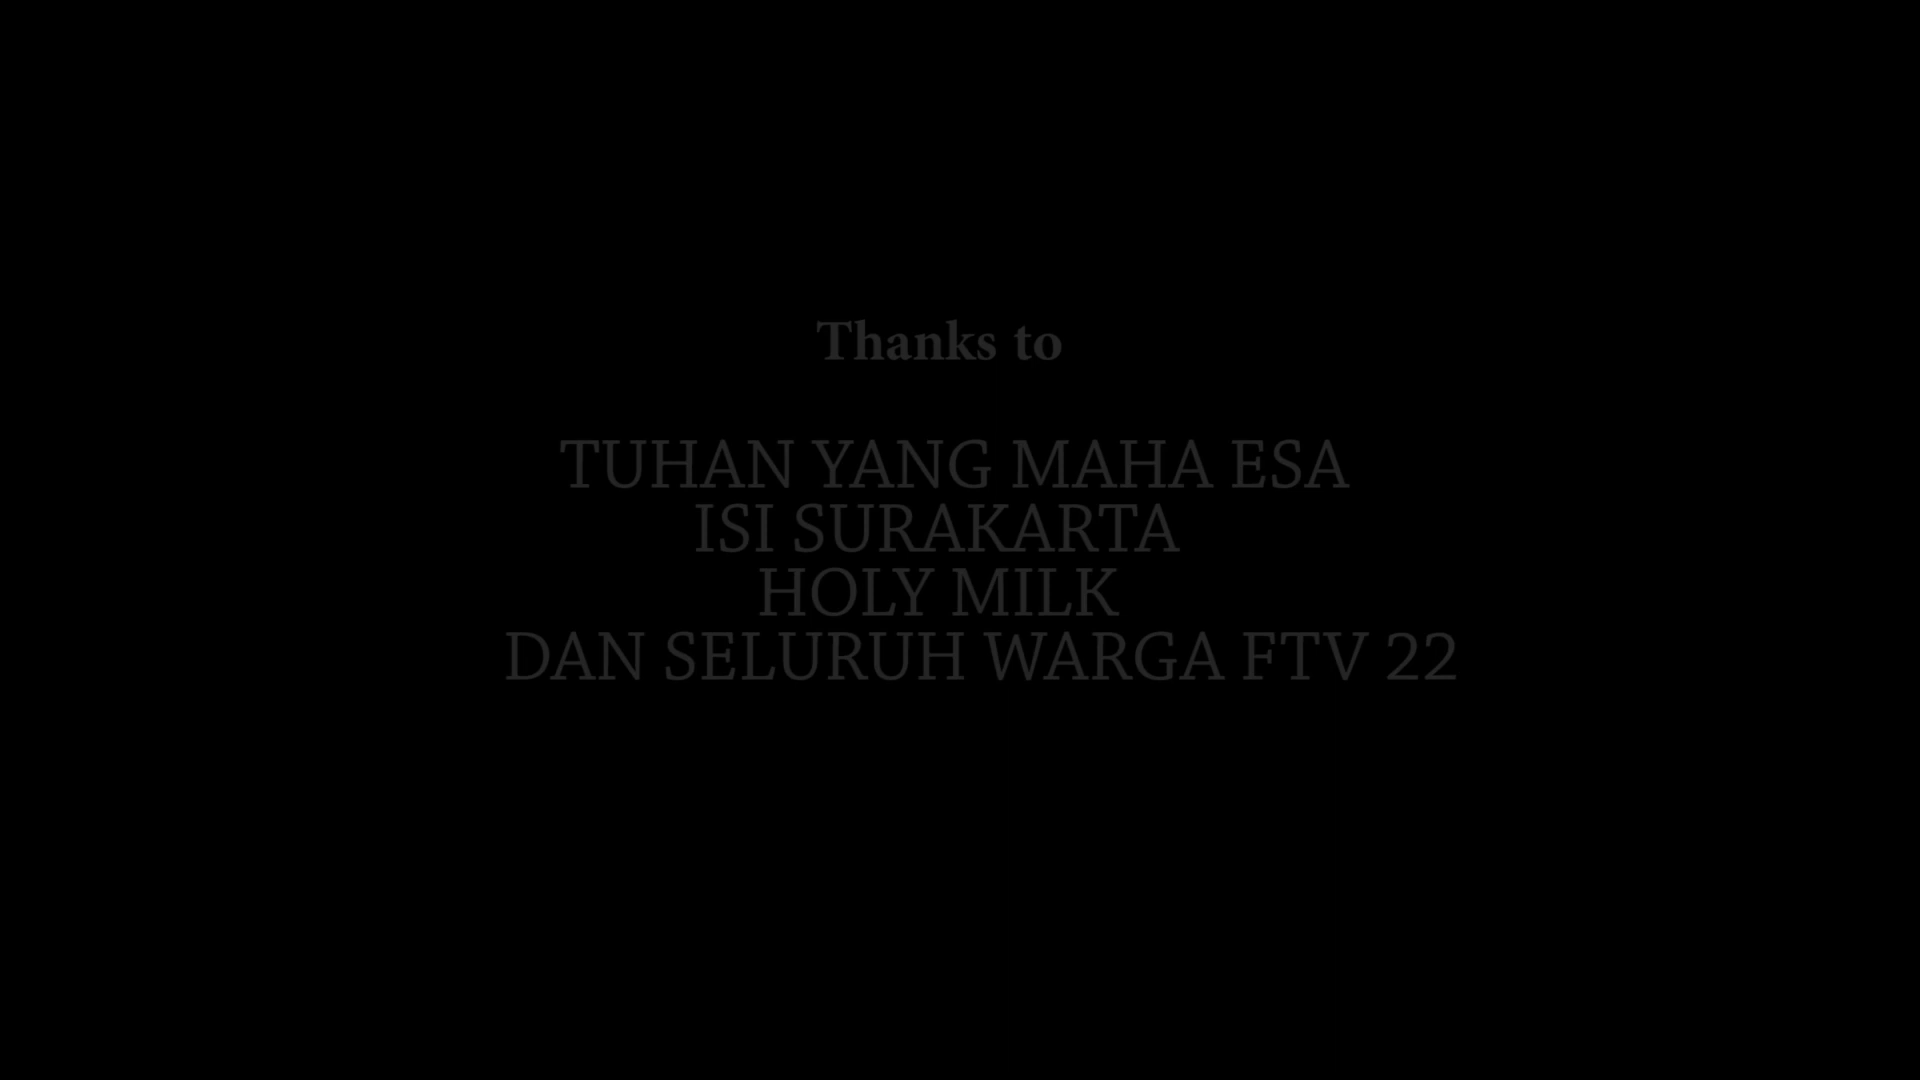 Thanks to
TUHAN YANG MAHA ESA
ISI SURAKARTA
HOLY MILK
DAN SELURUH WARGA FTV 22